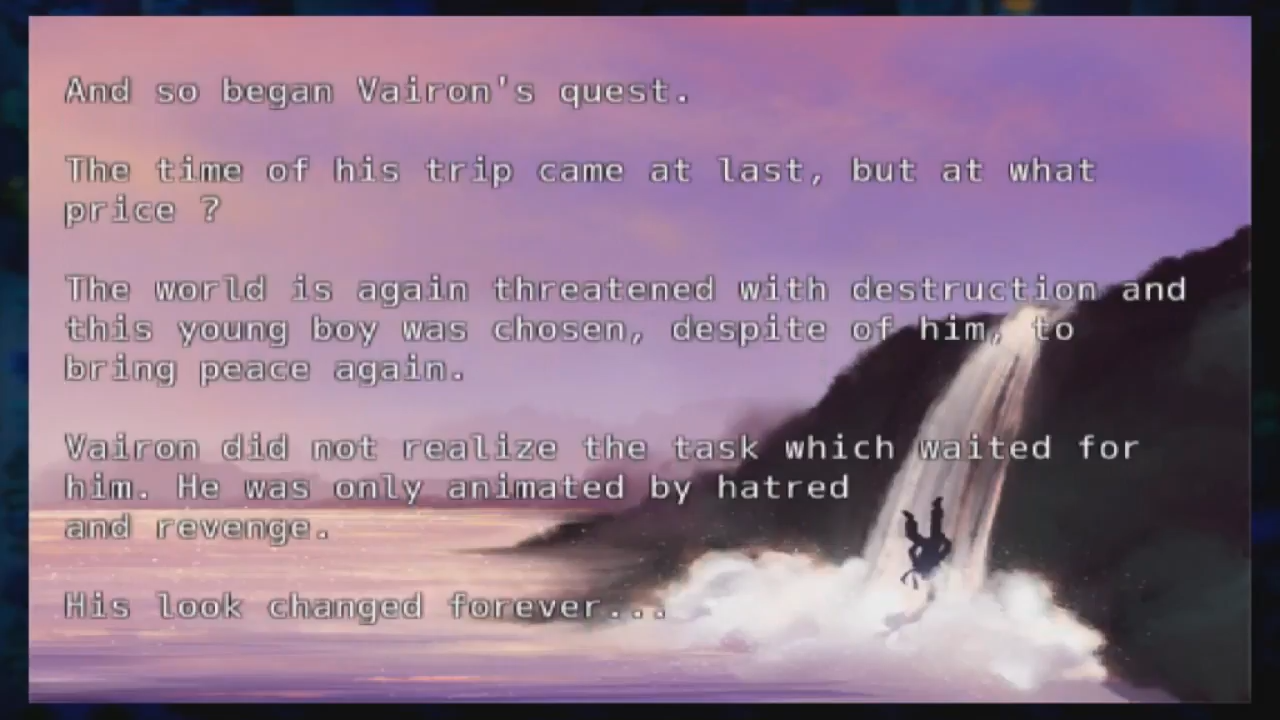 And so began Vairon's quest.
The time of his trip came at last, but at what
price ?
The world is again threatened with destruction and
this young boy was chosen, despite of him, to
bring peace again.
Vairon did not realize the task which waited for
him. He was only animated by hatred
and revenge.
His look changed forever...